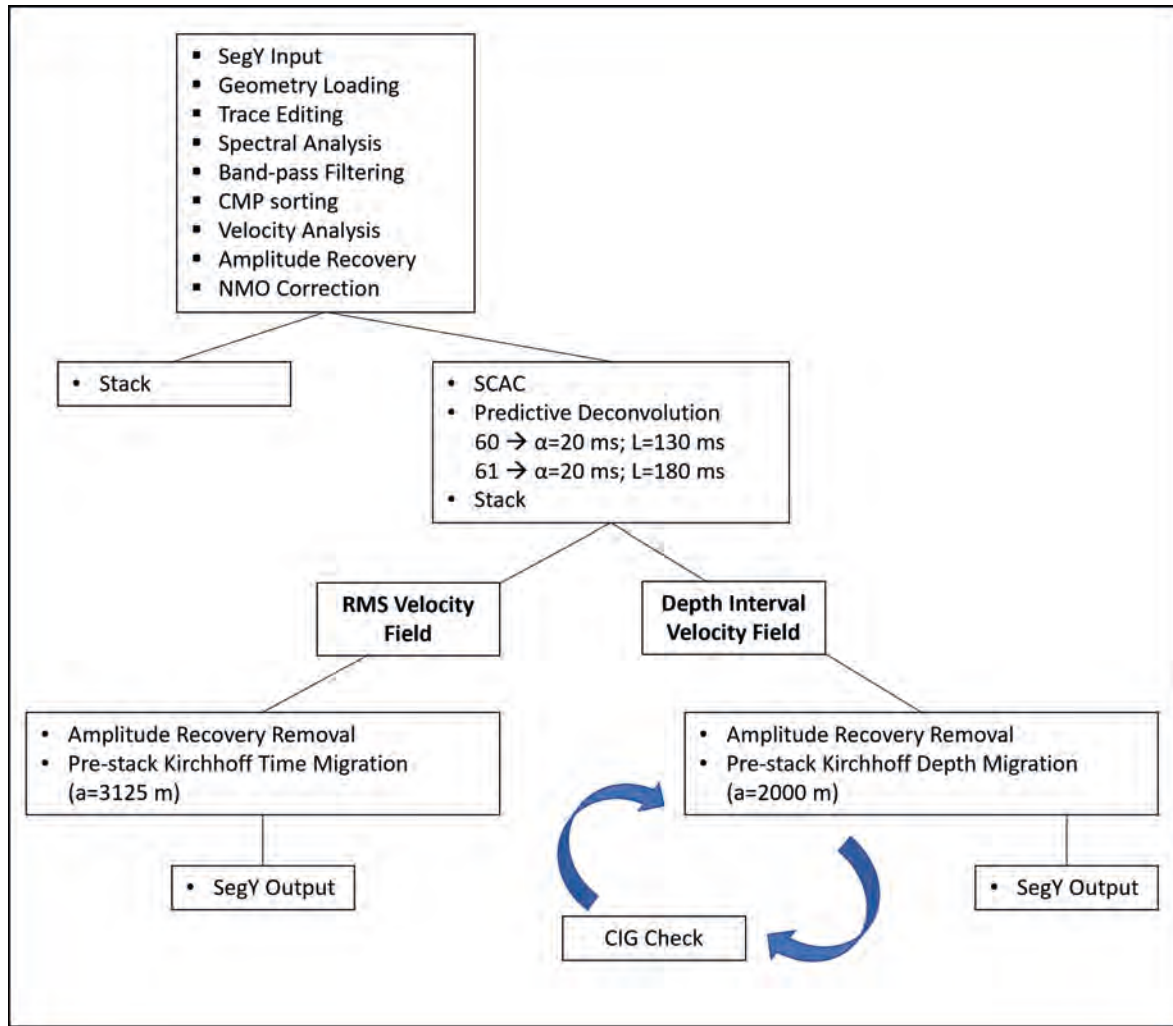 ▪ SegY Input
▪ Geometry Loading
▪ Trace Editing
▪ Spectral Analysis
▪ Band-pass Filtering
▪ CMP sorting
▪ Velocity Analysis
▪ Amplitude Recovery
▪ NMO Correction
• Stack
• SCAC
• Predictive Deconvolution
60 → α=20 ms; L=130 ms
61 → α=20 ms; L=180 ms
• Stack
RMS Velocity
Field
Depth Interval
Velocity Field
• Amplitude Recovery Removal
• Pre-stack Kirchhoff Time Migration
(a=3125 m)
• Amplitude Recovery Removal
• Pre-stack Kirchhoff Depth Migration
(a=2000 m)
• SegY Output
• SegY Output
CIG Check